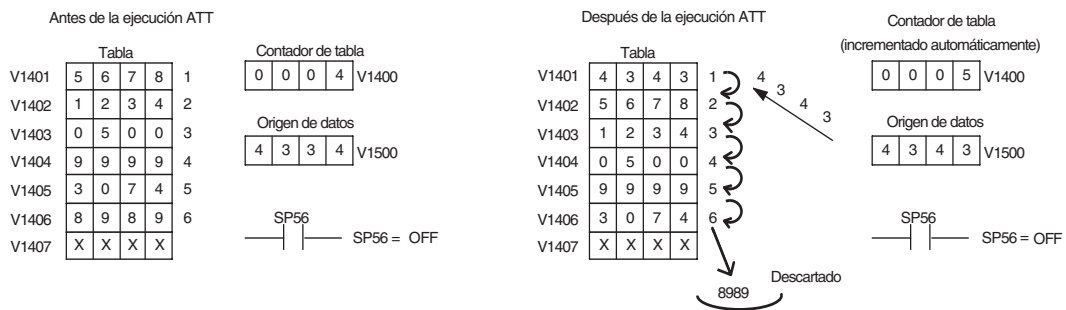 Antes de la ejecución ATT
Tabla
V1401 5 6 7 8 1
V1402 1 2 3 4 2
V1403 0 5 0 0 3
V1404 9 9 9 9 4
V1405 3 0 7 4 5
V1406 8 9 8 9 6
V1407 X X X X
Contador de tabla
0 0 0 4 V1400
Origen de datos
4 3 3 4 V1500
SP56
SP56 = OFF
Después de la ejecución ATT
Tabla
V1401 4 3 4 3 1
V1402 5 6 7 8 2
V1403 1 2 3 4 3
V1404 0 5 0 0 4
V1405 9 9 9 9 5
V1406 3 0 7 4 6
V1407 X X X X
4 3 4 3
8989
Descartado
Contador de tabla
(incrementado automáticamente)
0 0 0 5 V1400
Origen de datos
4 3 4 3 V1500
SP56
SP56 = OFF